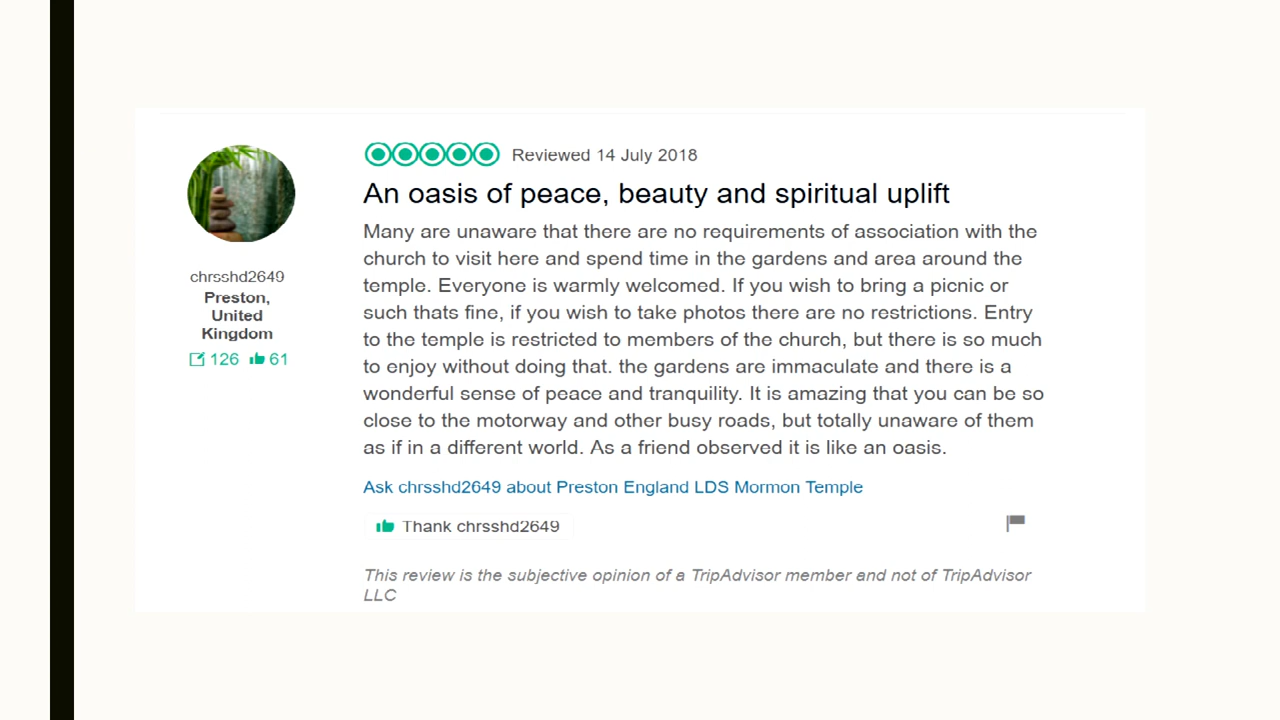 Reviewed 14 July 2018
An oasis of peace, beauty and spiritual uplift
Many are unaware that there are no requirements of association with the
church to visit here and spend time in the gardens and area around the
temple. Everyone is warmly welcomed. If you wish to bring a picnic or
such thats fine, if you wish to take photos there are no restrictions. Entry
to the temple is restricted to members of the church, but there is so much
to enjoy without doing that. the gardens are immaculate and there is a
wonderful sense of peace and tranquility. It is amazing that you can be so
close to the motorway and other busy roads, but totally unaware of them
as if in a different world. As a friend observed it is like an oasis.
chrsshd2649
Preston,
United
Kingdom
126 61
Ask chrsshd2649 about Preston England LDS Mormon Temple
Thank chrsshd2649
This review is the subjective opinion of a TripAdvisor member and not of TripAdvisor
LLC